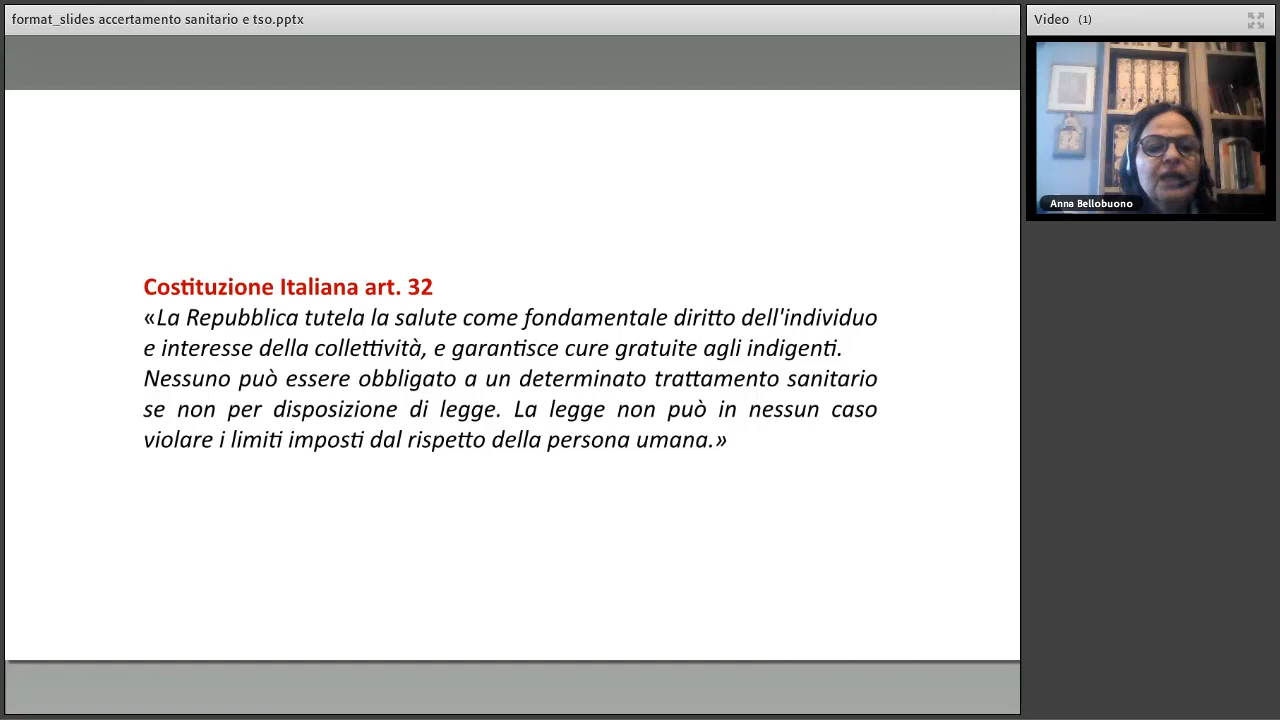 format_slides accertamento sanitario e tso.pptx
Video (1)
Anna Bellobuono
Costituzione Italiana art. 32
«La Repubblica tutela la salute come fondamentale diritto dell'individuo
e interesse della collettività, e garantisce cure gratuite agli indigenti.
Nessuno può essere obbligato a un determinato trattamento sanitario
se non per disposizione di legge. La legge non può in nessun caso
violare i limiti imposti dal rispetto della persona umana.»